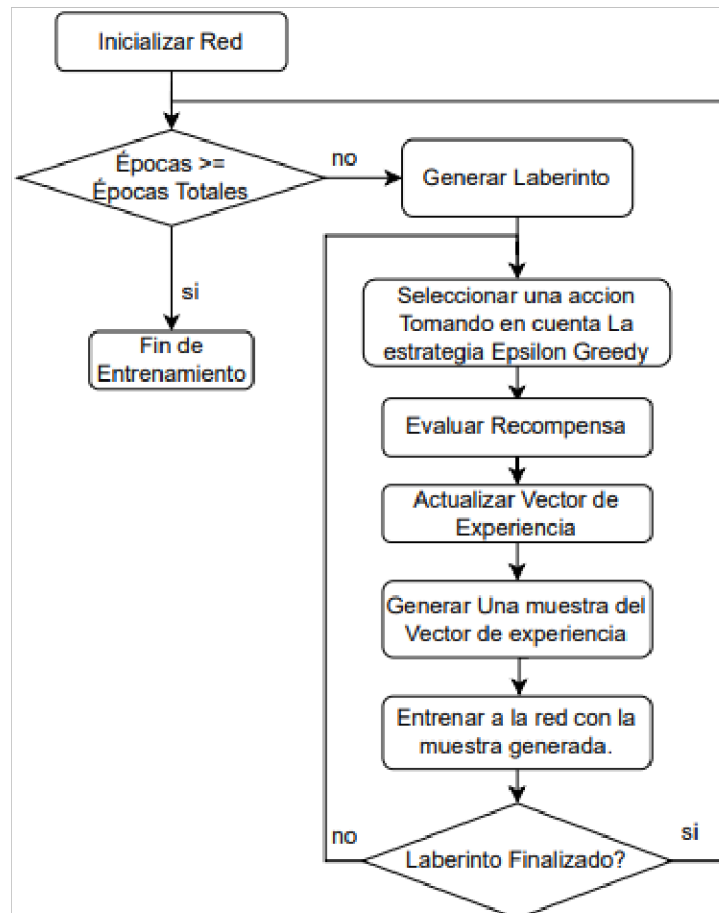 Inicializar Red
Épocas >=
Épocas Totales
no
Generar Laberinto
si
Fin de
Entrenamiento
Seleccionar una accion
Tomando en cuenta La
estrategia Epsilon Greedy
Evaluar Recompensa
Actualizar Vector de
Experiencia
Generar Una muestra del
Vector de experiencia
Entrenar a la red con la
muestra generada.
no
Laberinto Finalizado?
si